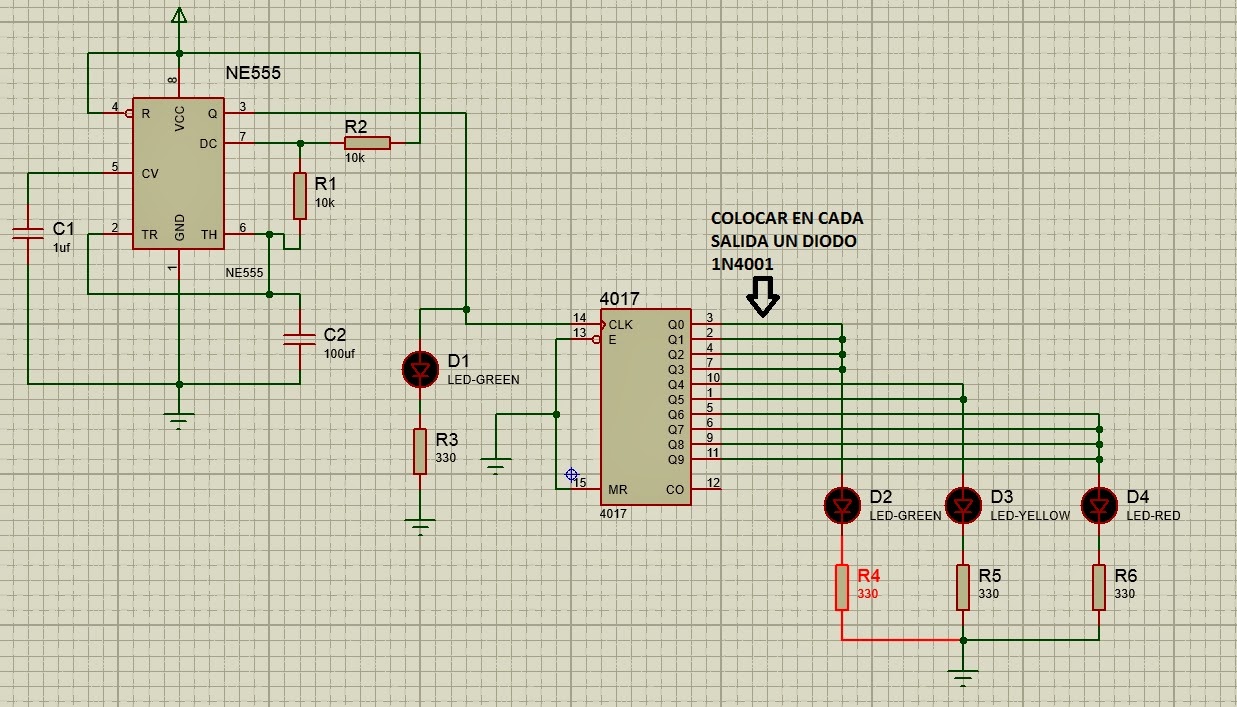 NE555
8
4
R
VCC
Q
3
R2
10k
DC
7
5
CV
R1
10k
C1
1uf
2
TR
GND
TH
6
1
NE555
C2
100uf
COLOCAR EN CADA
SALIDA UN DIODO
1N4001
4017
14
CLK
13
E
Q0
3
Q1
2
Q2
4
Q3
7
Q4
10
Q5
1
Q6
5
Q7
6
Q8
9
Q9
11
15
MR
CO
12
4017
D1
LED-GREEN
R3
330
D2
LED-GREEN
D3
LED-YELLOW
D4
LED-RED
R4
330
R5
330
R6
330